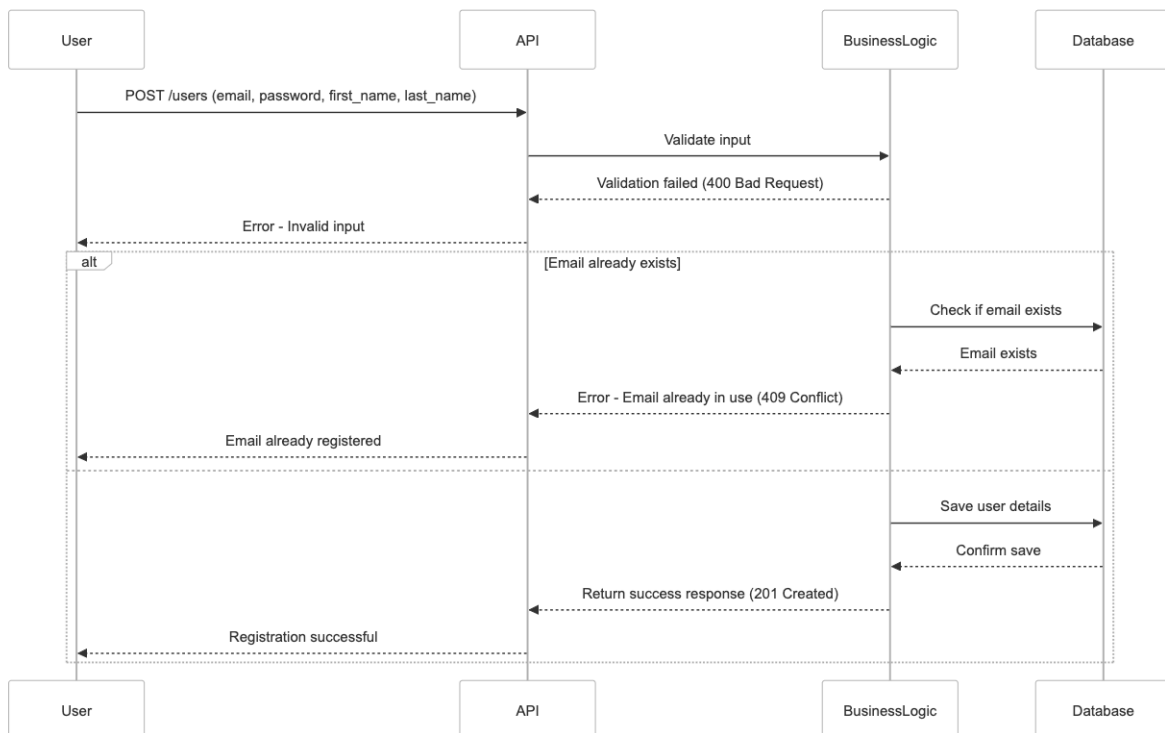 User API BusinessLogic Database
POST /users (email, password, first_name, last_name)
Validate input
Validation failed (400 Bad Request)
Error - Invalid input
alt [Email already exists]
Check if email exists
Email exists
Error - Email already in use (409 Conflict)
Email already registered
Save user details
Confirm save
Return success response (201 Created)
Registration successful
User API BusinessLogic Database